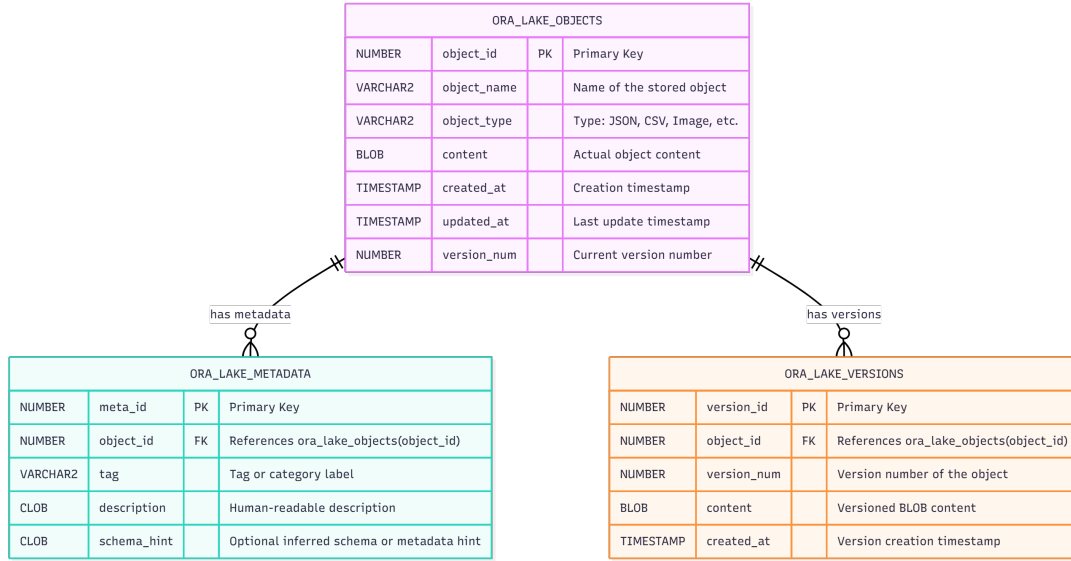 ORA_LAKE_OBJECTS
NUMBER object_id PK Primary Key
VARCHAR2 object_name Name of the stored object
VARCHAR2 object_type Type: JSON, CSV, Image, etc.
BLOB content Actual object content
TIMESTAMP created_at Creation timestamp
TIMESTAMP updated_at Last update timestamp
NUMBER version_num Current version number
has metadata
has versions
ORA_LAKE_METADATA
NUMBER meta_id PK Primary Key
NUMBER object_id FK References ora_lake_objects(object_id)
VARCHAR2 tag Tag or category label
CLOB description Human-readable description
CLOB schema_hint Optional inferred schema or metadata hint
ORA_LAKE_VERSIONS
NUMBER version_id PK Primary Key
NUMBER object_id FK References ora_lake_objects(object_id)
NUMBER version_num Version number of the object
BLOB content Versioned BLOB content
TIMESTAMP created_at Version creation timestamp